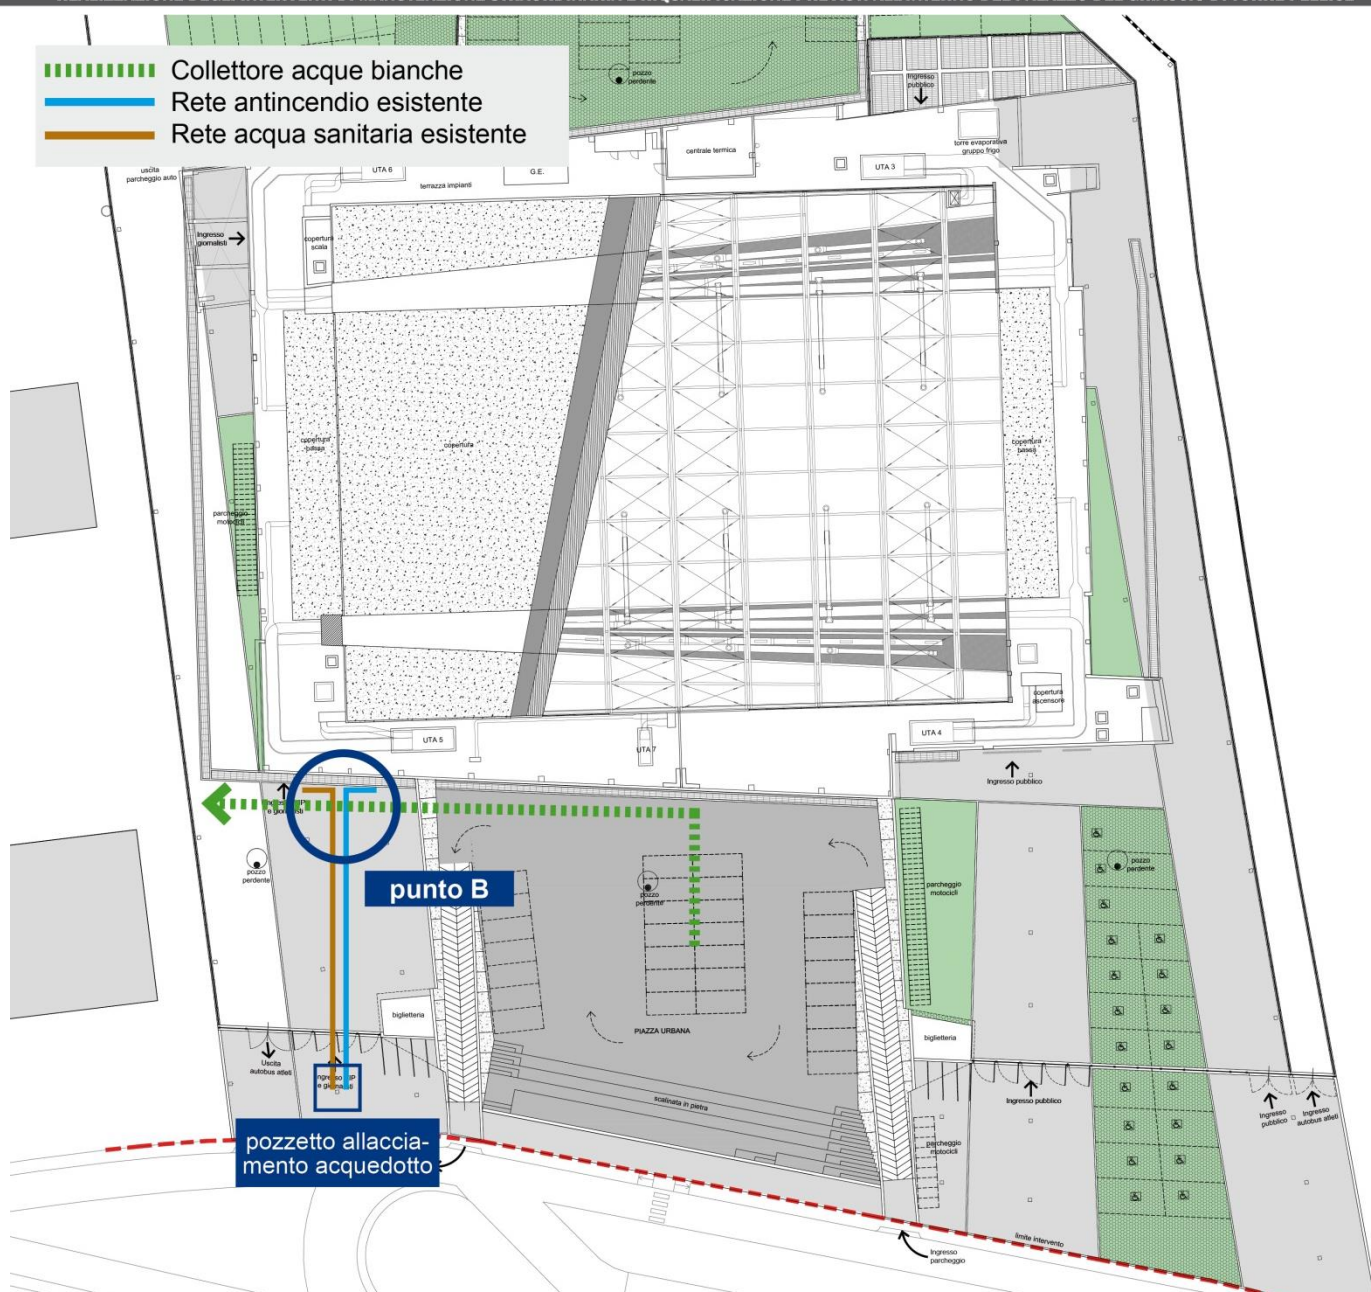 Collettore acque bianche
Rete antincendio esistente
Rete acqua sanitaria esistente
pozzo
perdente
Ingresso
pubblico
uscita
parcheggio auto
UTA 6
terrazza impianti
G.E.
centrale termica
UTA 3
torre evaporativa
gruppo frigo
Ingresso
giornalisti
copertura
scala
copertura
bassa
copertura
copertura
bassa
parcheggio
motocicli
UTA 5
UTA 7
UTA 4
copertura
ascensore
Ingresso pubblico
e giornalisti
pozzo
perdente
punto B
pozzo
perdente
parcheggio
motocicli
pozzo
perdente
biglietteria
PIAZZA URBANA
biglietteria
Uscita
autobus atleti
Ingresso VIP
e giornalisti
scalinata in pietra
Ingresso pubblico
Ingresso
pubblico
Ingresso
autobus atleti
pozzetto allaccia-
mento acquedotto
parcheggio
motocicli
limite intervento
Ingresso
parcheggio